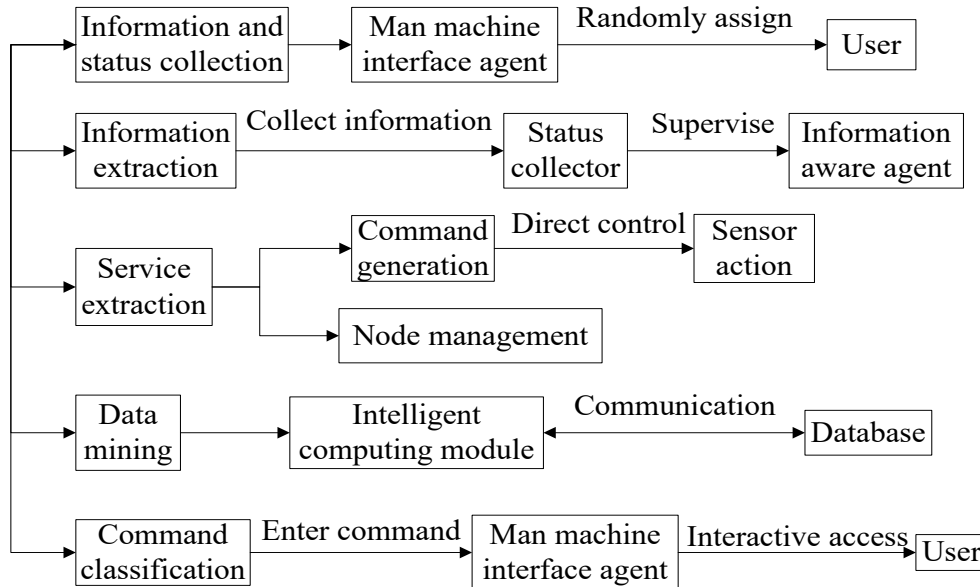 Information and
status collection
Man machine
interface agent
Randomly assign
User
Information
extraction
Collect information
Status
collector
Supervise
Information
aware agent
Service
extraction
Command
generation
Direct control
Sensor
action
Node management
Data
mining
Intelligent
computing module
Communication
Database
Command
classification
Enter command
Man machine
interface agent
Interactive access
User